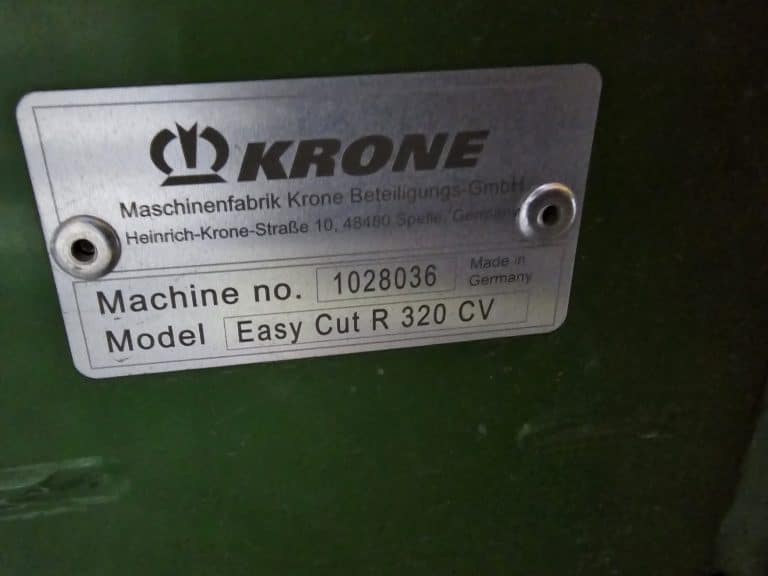 KRONE
Maschinenfabrik Krone Beteiligungs-GmbH
Heinrich-Krone-Straße 10, 48480 Spelle, Germany
Machine no. 1028036 Made in
Germany
Model Easy Cut R 320 CV